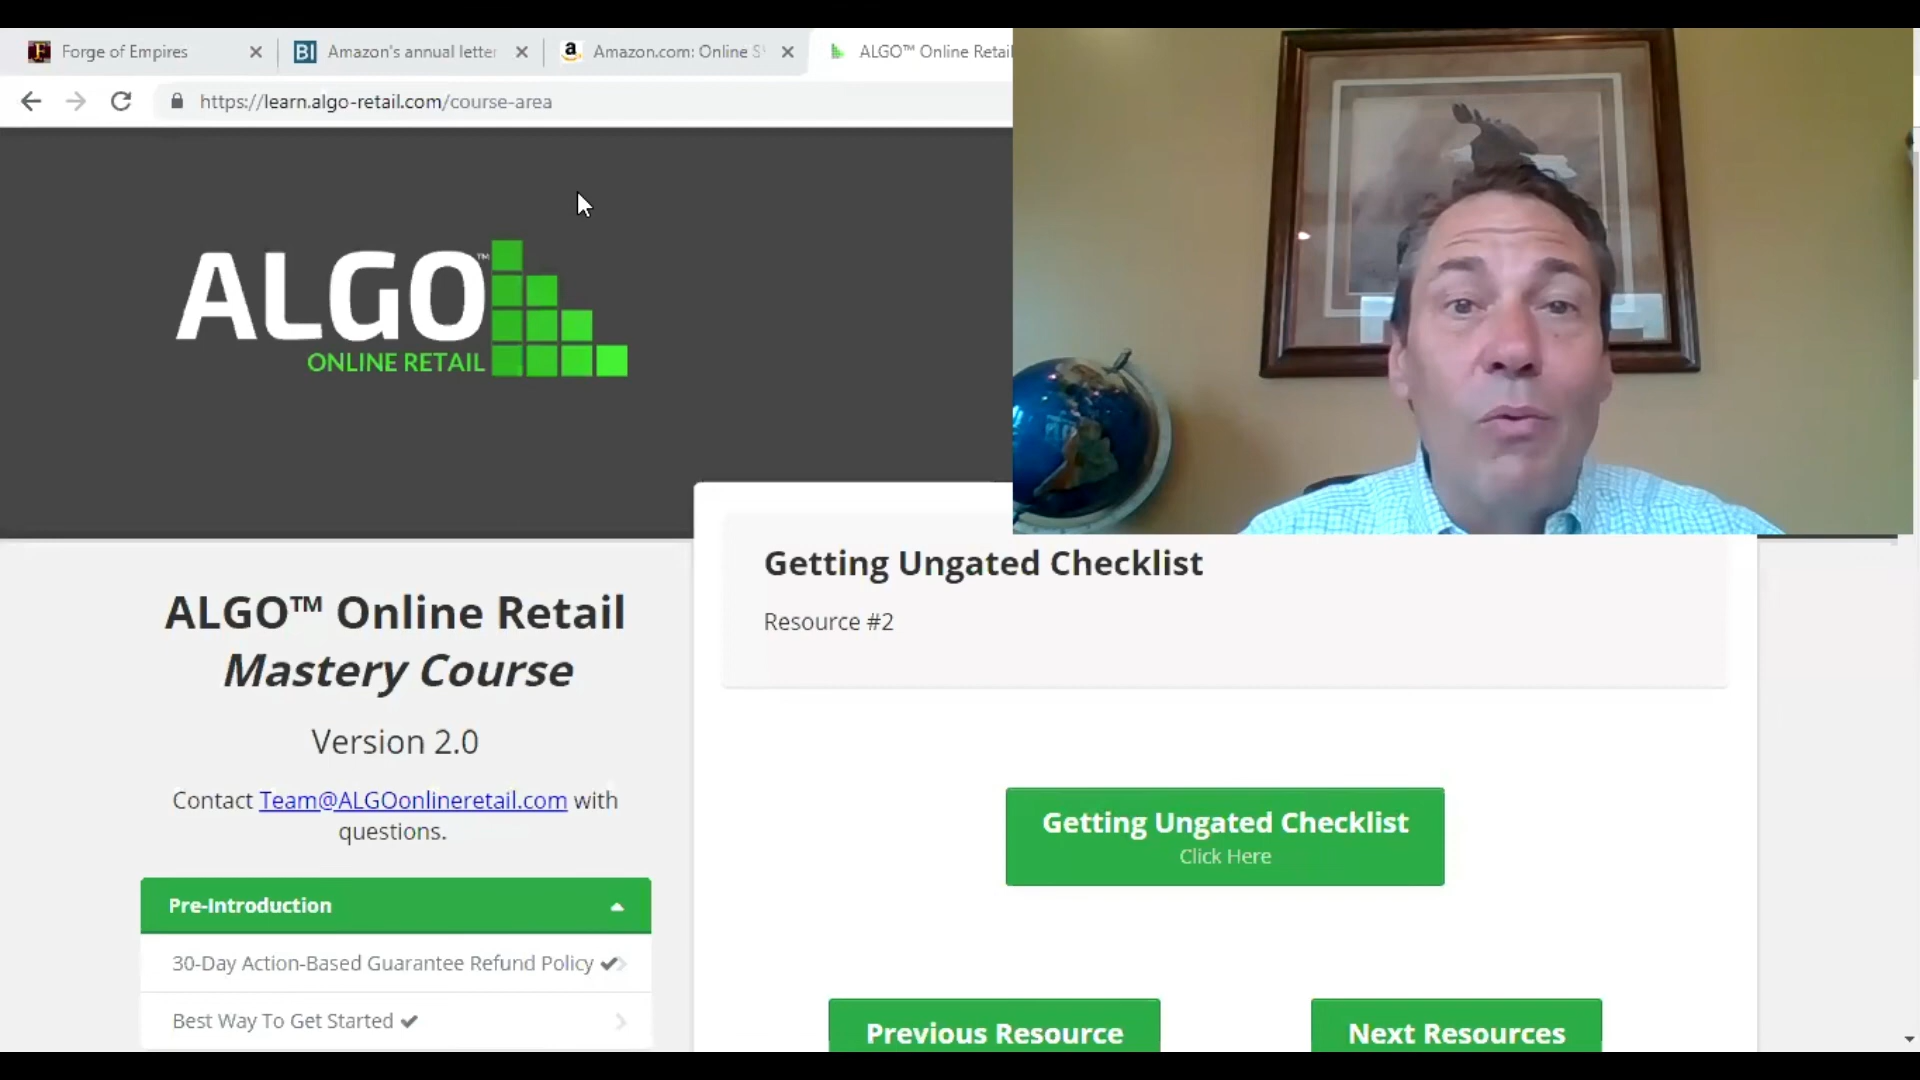 Forge of Empires
BI Amazon's annual letter
a Amazon.com: Online S
ALGO™ Online Retail
https://learn.algo-retail.com/course-area
ALGO™
ONLINE RETAIL
Getting Ungated Checklist
Resource #2
ALGO™ Online Retail
Mastery Course
Version 2.0
Contact Team@ALGOonlineretail.com with
questions.
Getting Ungated Checklist
Click Here
Pre-Introduction
30-Day Action-Based Guarantee Refund Policy
Best Way To Get Started
Previous Resource
Next Resources